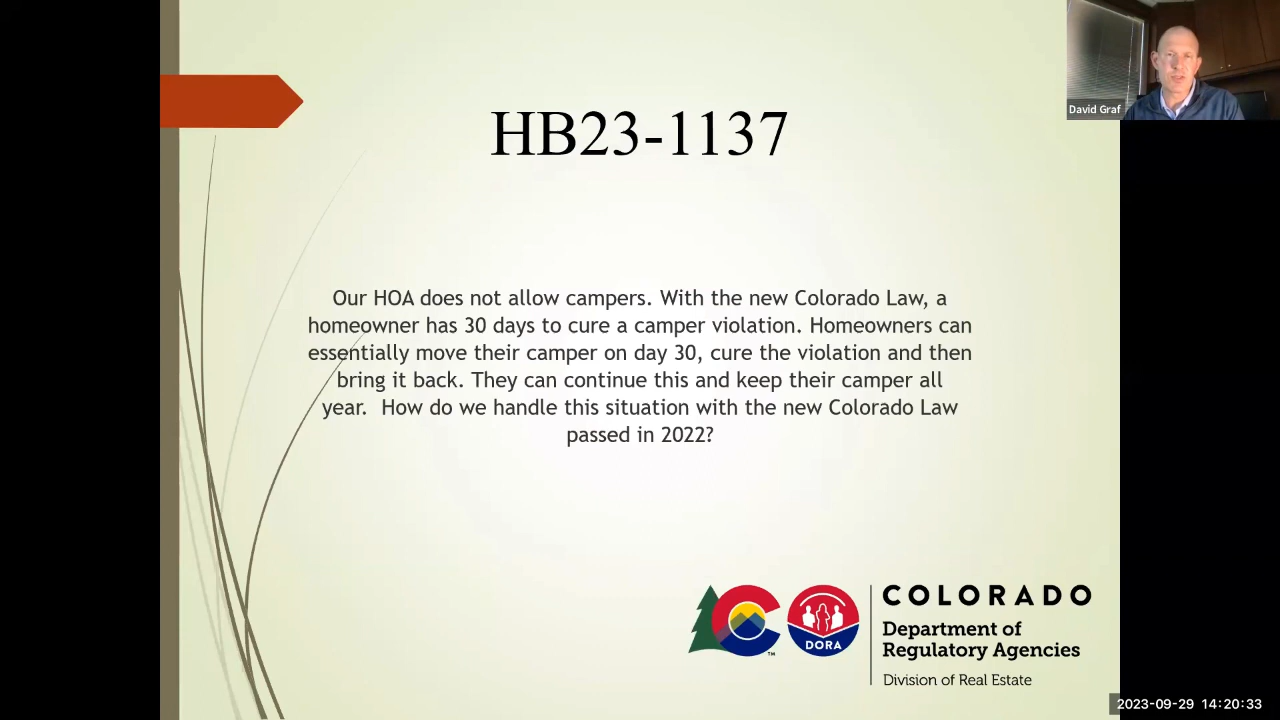 David Graf
HB23-1137
Our HOA does not allow campers. With the new Colorado Law, a
homeowner has 30 days to cure a camper violation. Homeowners can
essentially move their camper on day 30, cure the violation and then
bring it back. They can continue this and keep their camper all
year.  How do we handle this situation with the new Colorado Law
passed in 2022?
DORA
TM
COLORADO
Department of
Regulatory Agencies
Division of Real Estate
2023-09-29 14:20:33